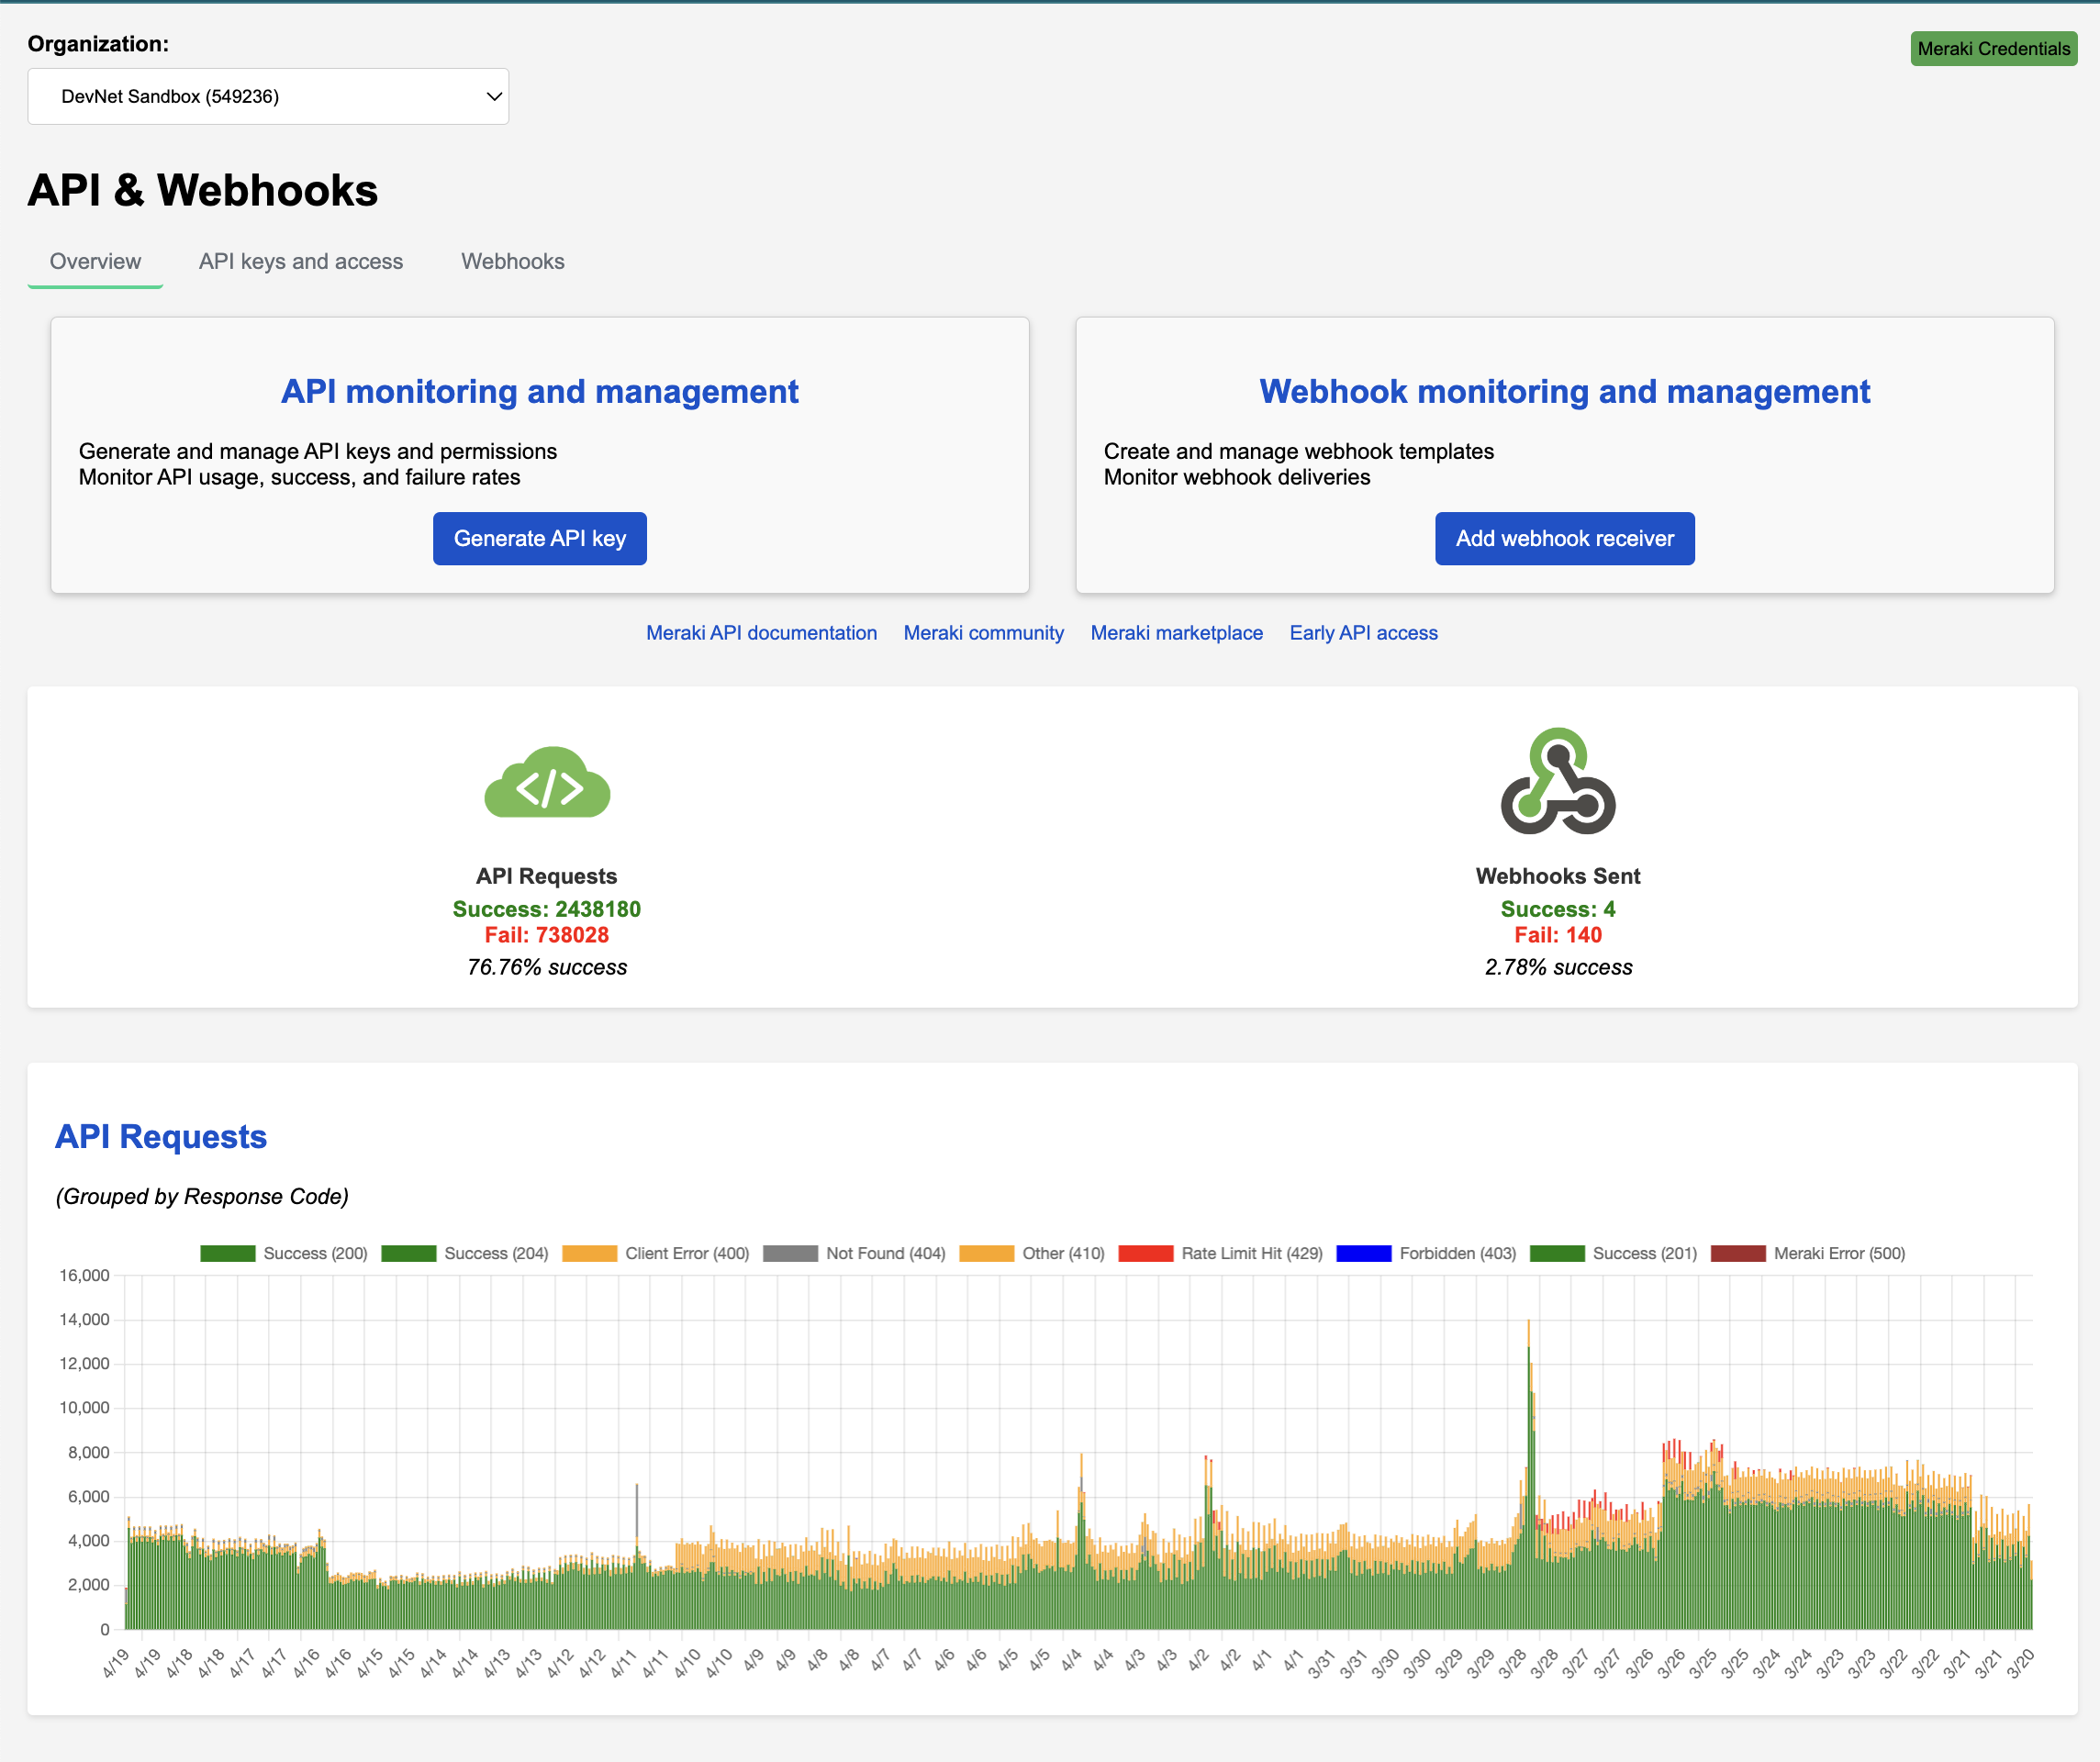 Organization:
Meraki Credentials
DevNet Sandbox (549236)
API & Webhooks
Overview API keys and access Webhooks
API monitoring and management
Generate and manage API keys and permissions
Monitor API usage, success, and failure rates
Generate API key
Webhook monitoring and management
Create and manage webhook templates
Monitor webhook deliveries
Add webhook receiver
Meraki API documentation Meraki community Meraki marketplace Early API access
</>
API Requests
Success: 2438180
Fail: 738028
76.76% success
Webhooks Sent
Success: 4
Fail: 140
2.78% success
API Requests
(Grouped by Response Code)
Success (200) Success (204) Client Error (400) Not Found (404) Other (410) Rate Limit Hit (429) Forbidden (403) Success (201) Meraki Error (500)
16,000
14,000
12,000
10,000
8,000
6,000
4,000
2,000
0
4/19 4/19 4/18 4/18 4/17 4/17 4/16 4/16 4/15 4/15 4/14 4/14 4/13 4/13 4/12 4/12 4/11 4/11 4/10 4/10 4/9 4/9 4/8 4/8 4/7 4/7 4/6 4/6 4/5 4/5 4/4 4/4 4/3 4/3 4/2 4/2 4/1 4/1 3/31 3/31 3/30 3/30 3/29 3/29 3/28 3/28 3/27 3/27 3/26 3/26 3/25 3/25 3/24 3/24 3/23 3/23 3/22 3/22 3/21 3/21 3/20